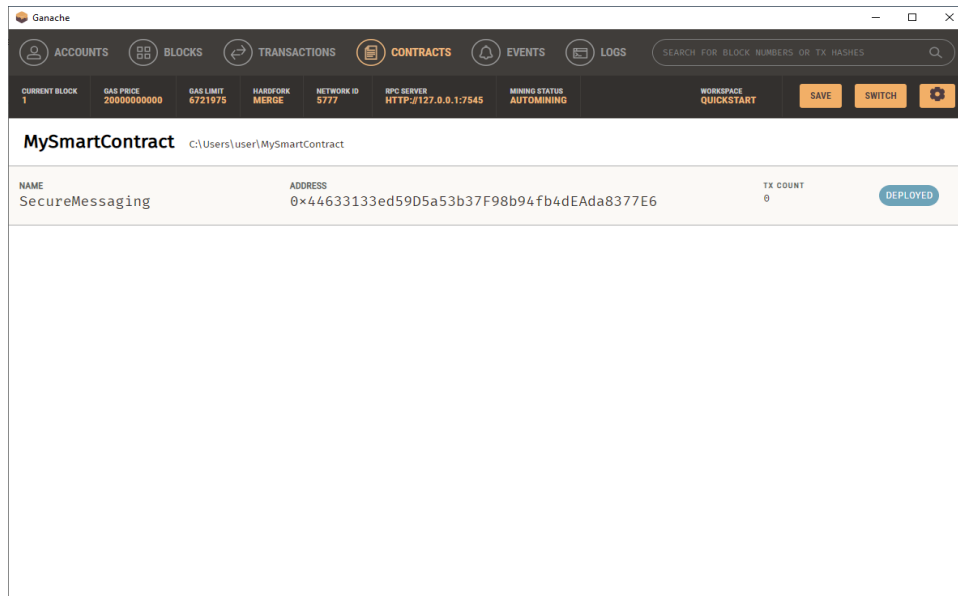 Ganache
ACCOUNTS BLOCKS TRANSACTIONS CONTRACTS EVENTS LOGS SEARCH FOR BLOCK NUMBERS OR TX HASHES
CURRENT BLOCK GAS PRICE GAS LIMIT HARDFORK NETWORK ID RPC SERVER MINING STATUS WORKSPACE
1 20000000000 6721975 MERGE 5777 HTTP://127.0.0.1:7545 AUTOMINING QUICKSTART SAVE SWITCH
MySmartContract C:\Users\user\MySmartContract
NAME ADDRESS TX COUNT
SecureMessaging 0×44633133ed59D5a53b37F98b94fb4dEAda8377E6 0 DEPLOYED